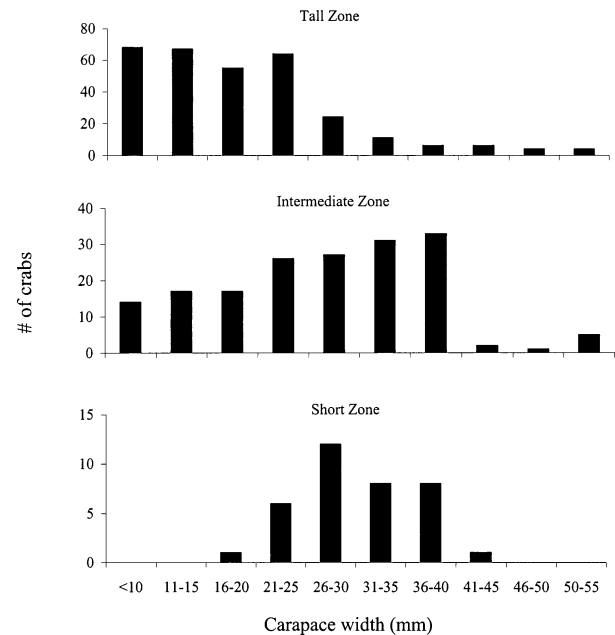 Tall Zone
80
60
40
20
0
Intermediate Zone
40
30
20
10
0
# of crabs
Short Zone
15
10
5
0
<10 11-15 16-20 21-25 26-30 31-35 36-40 41-45 46-50 50-55
Carapace width (mm)